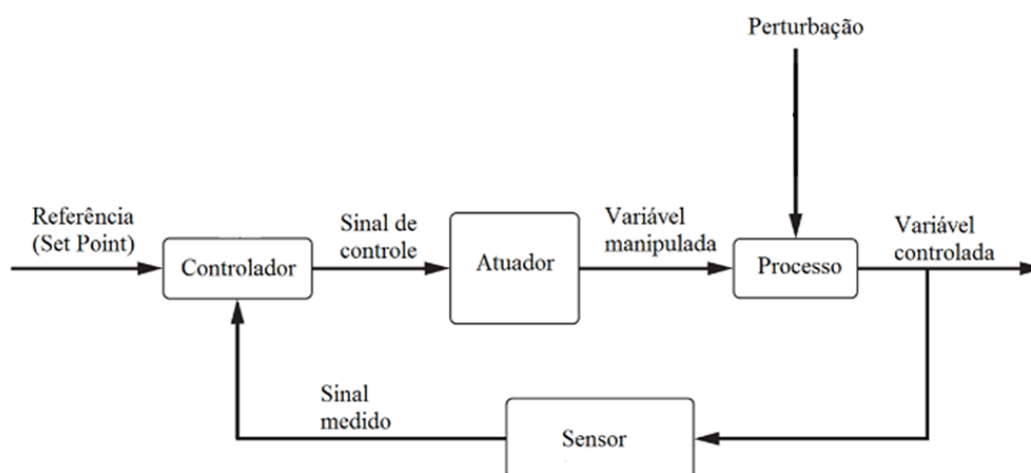 Perturbação
Referência
(Set Point)
Controlador
Sinal de
controle
Atuador
Variável
manipulada
Processo
Variável
controlada
Sinal
medido
Sensor